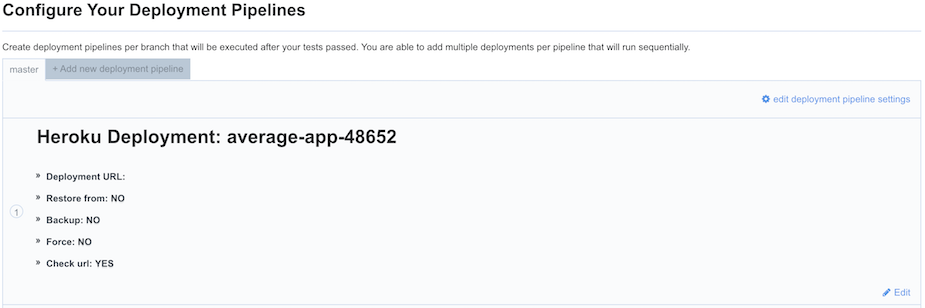 Configure Your Deployment Pipelines
Create deployment pipelines per branch that will be executed after your tests passed. You are able to add multiple deployments per pipeline that will run sequentially.
master + Add new deployment pipeline
edit deployment pipeline settings
Heroku Deployment: average-app-48652
» Deployment URL:
» Restore from: NO
1
» Backup: NO
» Force: NO
» Check url: YES
Edit